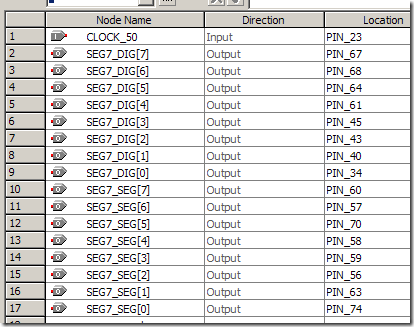 Node Name Direction Location
1 CLOCK_50 Input PIN_23
2 SEG7_DIG[7] Output PIN_67
3 SEG7_DIG[6] Output PIN_68
4 SEG7_DIG[5] Output PIN_64
5 SEG7_DIG[4] Output PIN_61
6 SEG7_DIG[3] Output PIN_45
7 SEG7_DIG[2] Output PIN_43
8 SEG7_DIG[1] Output PIN_40
9 SEG7_DIG[0] Output PIN_34
10 SEG7_SEG[7] Output PIN_60
11 SEG7_SEG[6] Output PIN_57
12 SEG7_SEG[5] Output PIN_70
13 SEG7_SEG[4] Output PIN_58
14 SEG7_SEG[3] Output PIN_59
15 SEG7_SEG[2] Output PIN_56
16 SEG7_SEG[1] Output PIN_63
17 SEG7_SEG[0] Output PIN_74